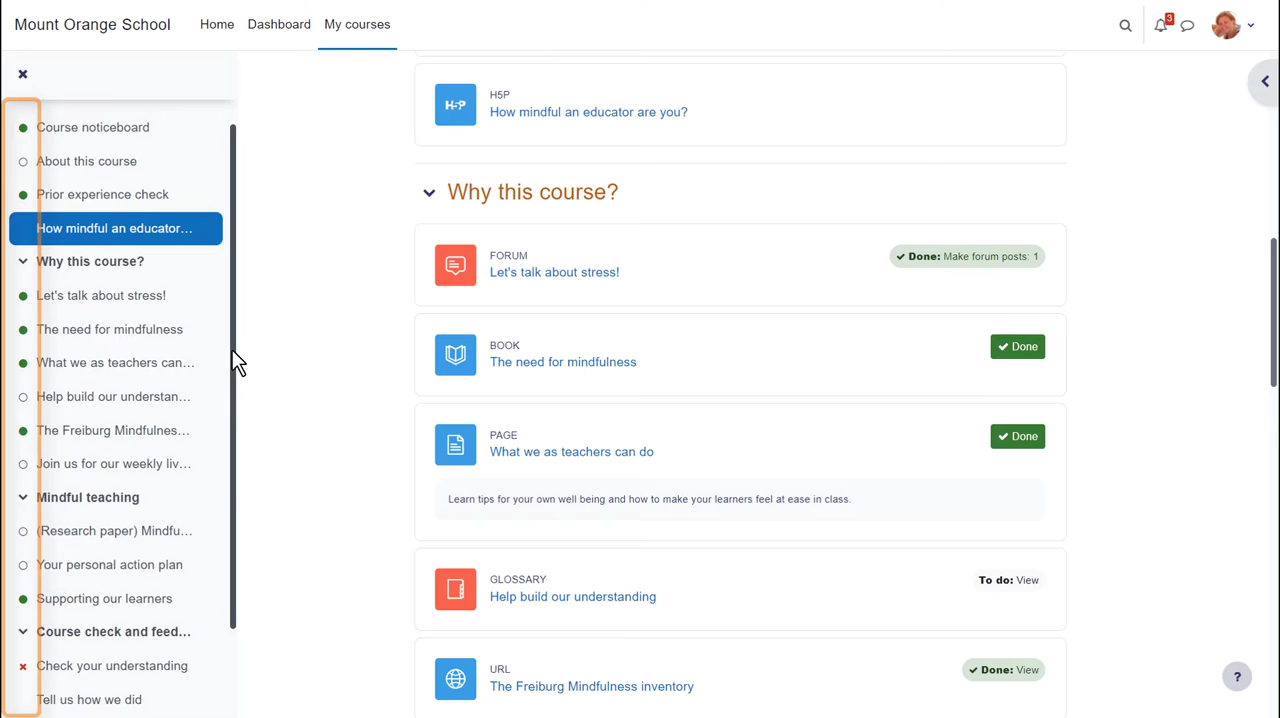 Mount Orange School
Home
Dashboard
My courses
3
Course noticeboard
About this course
Prior experience check
How mindful an educator...
Why this course?
Let's talk about stress!
The need for mindfulness
What we as teachers can...
Help build our understan...
The Freiburg Mindfulnes...
Join us for our weekly liv...
Mindful teaching
(Research paper) Mindfu...
Your personal action plan
Supporting our learners
Course check and feed...
Check your understanding
Tell us how we did
H5P
H5P
How mindful an educator are you?
Why this course?
FORUM
Let's talk about stress!
Done: Make forum posts: 1
BOOK
The need for mindfulness
Done
PAGE
What we as teachers can do
Done
Learn tips for your own well being and how to make your learners feel at ease in class.
GLOSSARY
Help build our understanding
To do: View
URL
The Freiburg Mindfulness inventory
Done: View
?